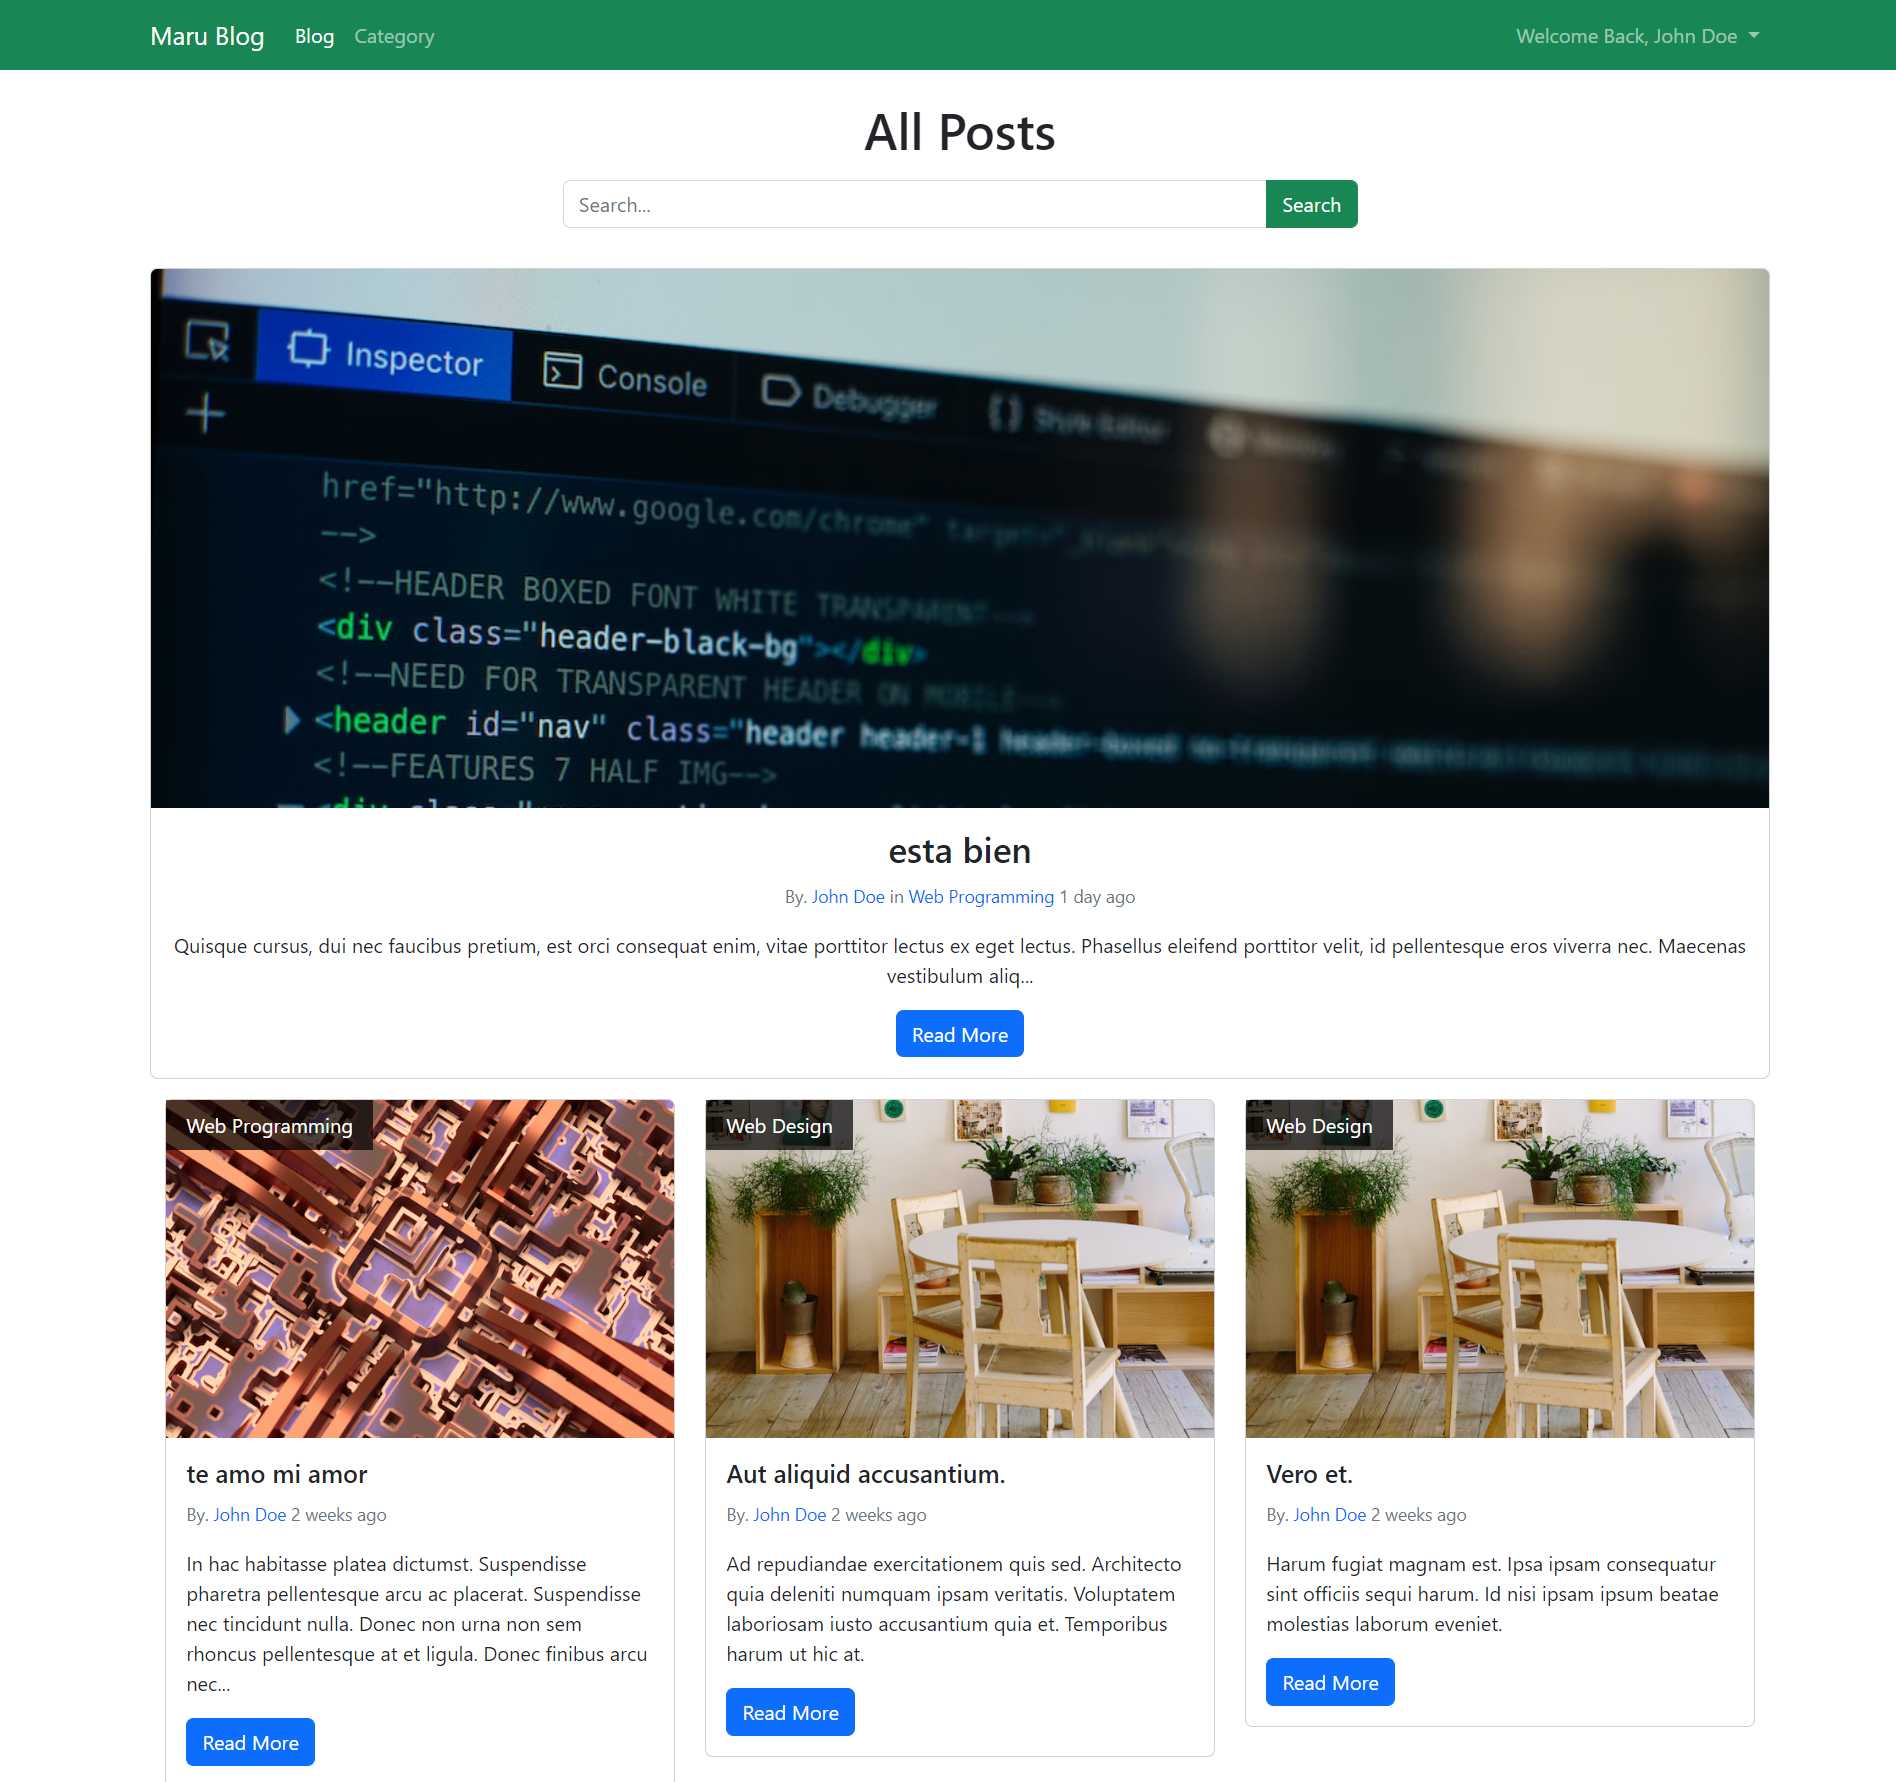 Maru Blog Blog Category Welcome Back, John Doe
All Posts
Search... Search
Inspector Console Debugger Style Editor
href="http://www.google.com/chrome" target="_blank"
-->
<!--HEADER BOXED FONT WHITE TRANSPARENT-->
<div class="header-black-bg"></div>
<!--NEED FOR TRANSPARENT HEADER ON MOBILE-->
<header id="nav" class="header header-1 header-boxed
<!--FEATURES 7 HALF IMG-->
<div class="
esta bien
By. John Doe in Web Programming 1 day ago
Quisque cursus, dui nec faucibus pretium, est orci consequat enim, vitae porttitor lectus ex eget lectus. Phasellus eleifend porttitor velit, id pellentesque eros viverra nec. Maecenas
vestibulum aliq...
Read More
Web Programming
te amo mi amor
By. John Doe 2 weeks ago
In hac habitasse platea dictumst. Suspendisse
pharetra pellentesque arcu ac placerat. Suspendisse
nec tincidunt nulla. Donec non urna non sem
rhoncus pellentesque at et ligula. Donec finibus arcu
nec...
Read More
Web Design
Aut aliquid accusantium.
By. John Doe 2 weeks ago
Ad repudiandae exercitationem quis sed. Architecto
quia deleniti numquam ipsam veritatis. Voluptatem
laboriosam iusto accusantium quia et. Temporibus
harum ut hic at.
Read More
Web Design
Vero et.
By. John Doe 2 weeks ago
Harum fugiat magnam est. Ipsa ipsam consequatur
sint officiis sequi harum. Id nisi ipsam ipsum beatae
molestias laborum eveniet.
Read More